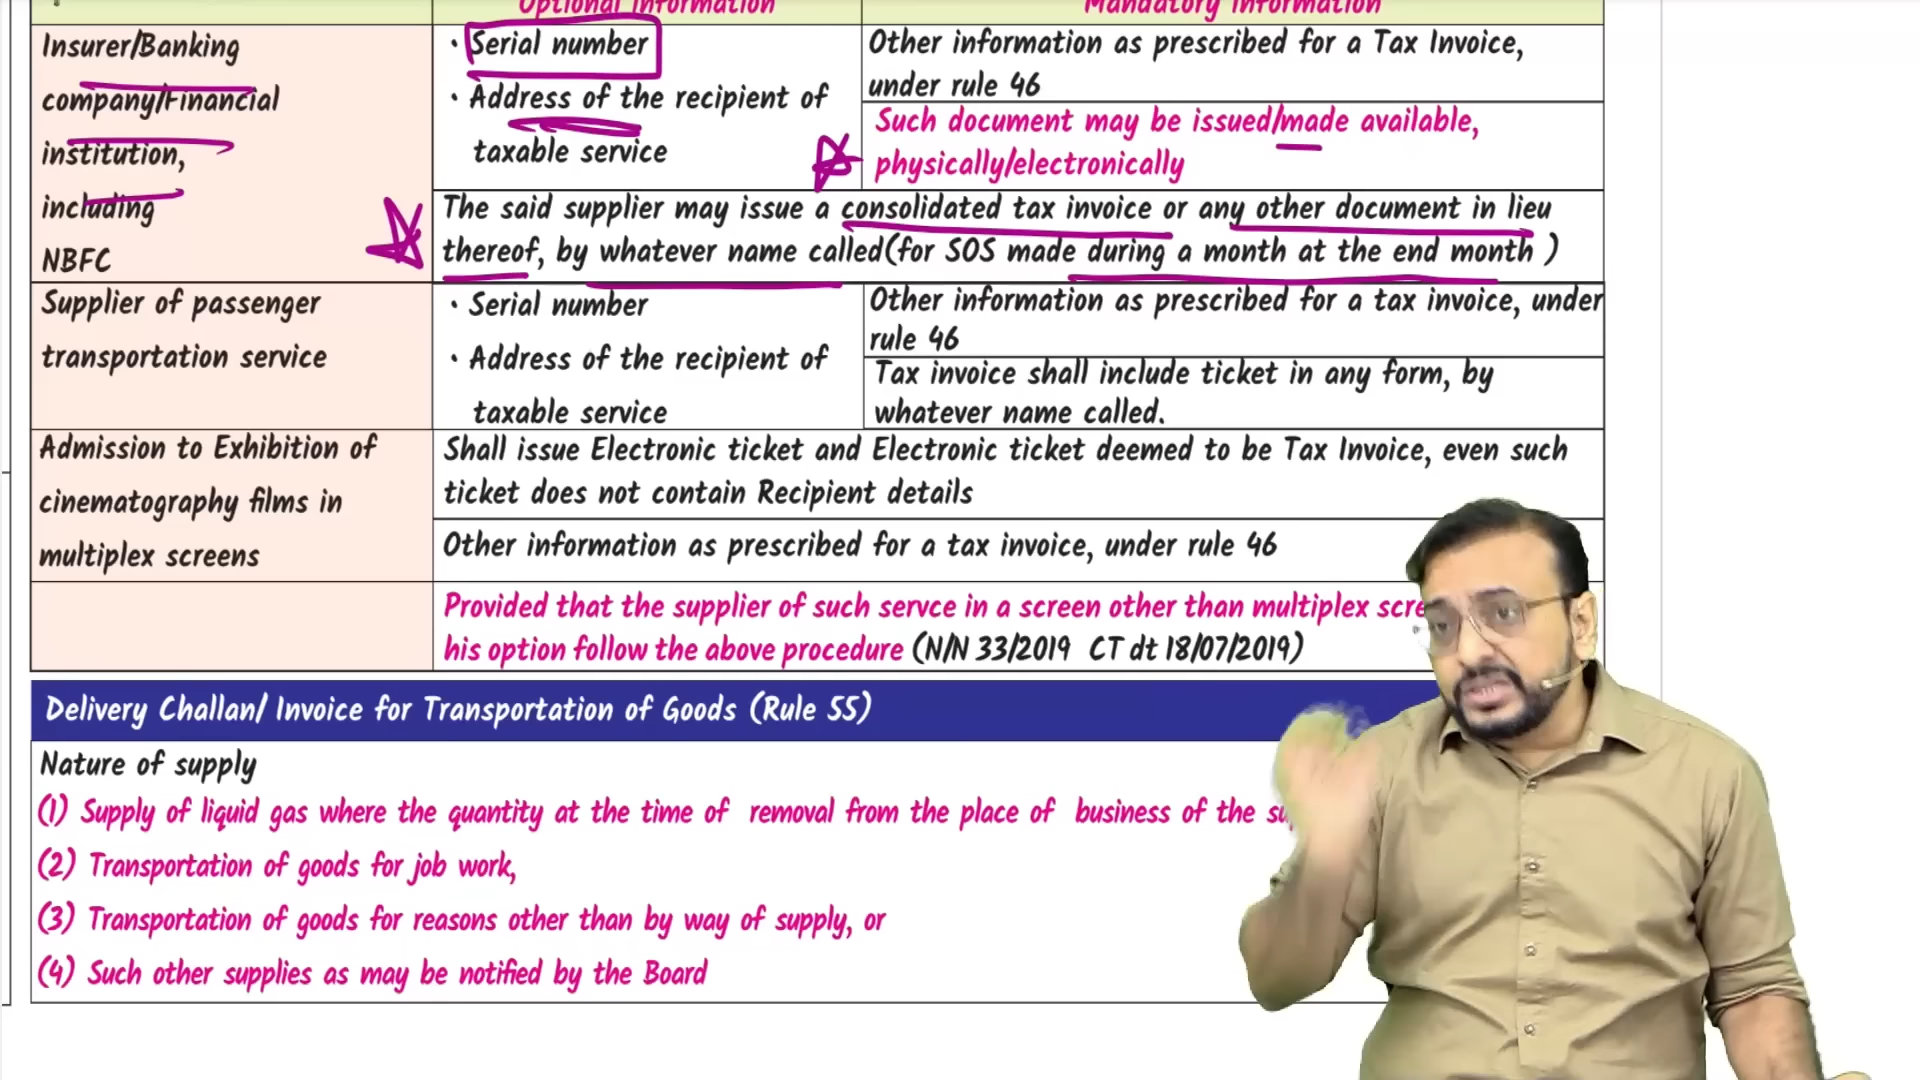 Optional Information
Mandatory Information
Insurer/Banking
company/Financial
institution,
including
NBFC
• Serial number
• Address of the recipient of
taxable service
Other information as prescribed for a Tax Invoice,
under rule 46
Such document may be issued/made available,
physically/electronically
The said supplier may issue a consolidated tax invoice or any other document in lieu
thereof, by whatever name called(for SOS made during a month at the end month )
Supplier of passenger
transportation service
• Serial number
• Address of the recipient of
taxable service
Other information as prescribed for a tax invoice, under
rule 46
Tax invoice shall include ticket in any form, by
whatever name called.
Admission to Exhibition of
cinematography films in
multiplex screens
Shall issue Electronic ticket and Electronic ticket deemed to be Tax Invoice, even such
ticket does not contain Recipient details
Other information as prescribed for a tax invoice, under rule 46
Provided that the supplier of such servce in a screen other than multiplex
his option follow the above procedure (N/N 33/2019 CT dt 18/07/2019)
Delivery Challan/ Invoice for Transportation of Goods (Rule 55)
Nature of supply
(1) Supply of liquid gas where the quantity at the time of removal from the place of business of the
(2) Transportation of goods for job work,
(3) Transportation of goods for reasons other than by way of supply, or
(4) Such other supplies as may be notified by the Board